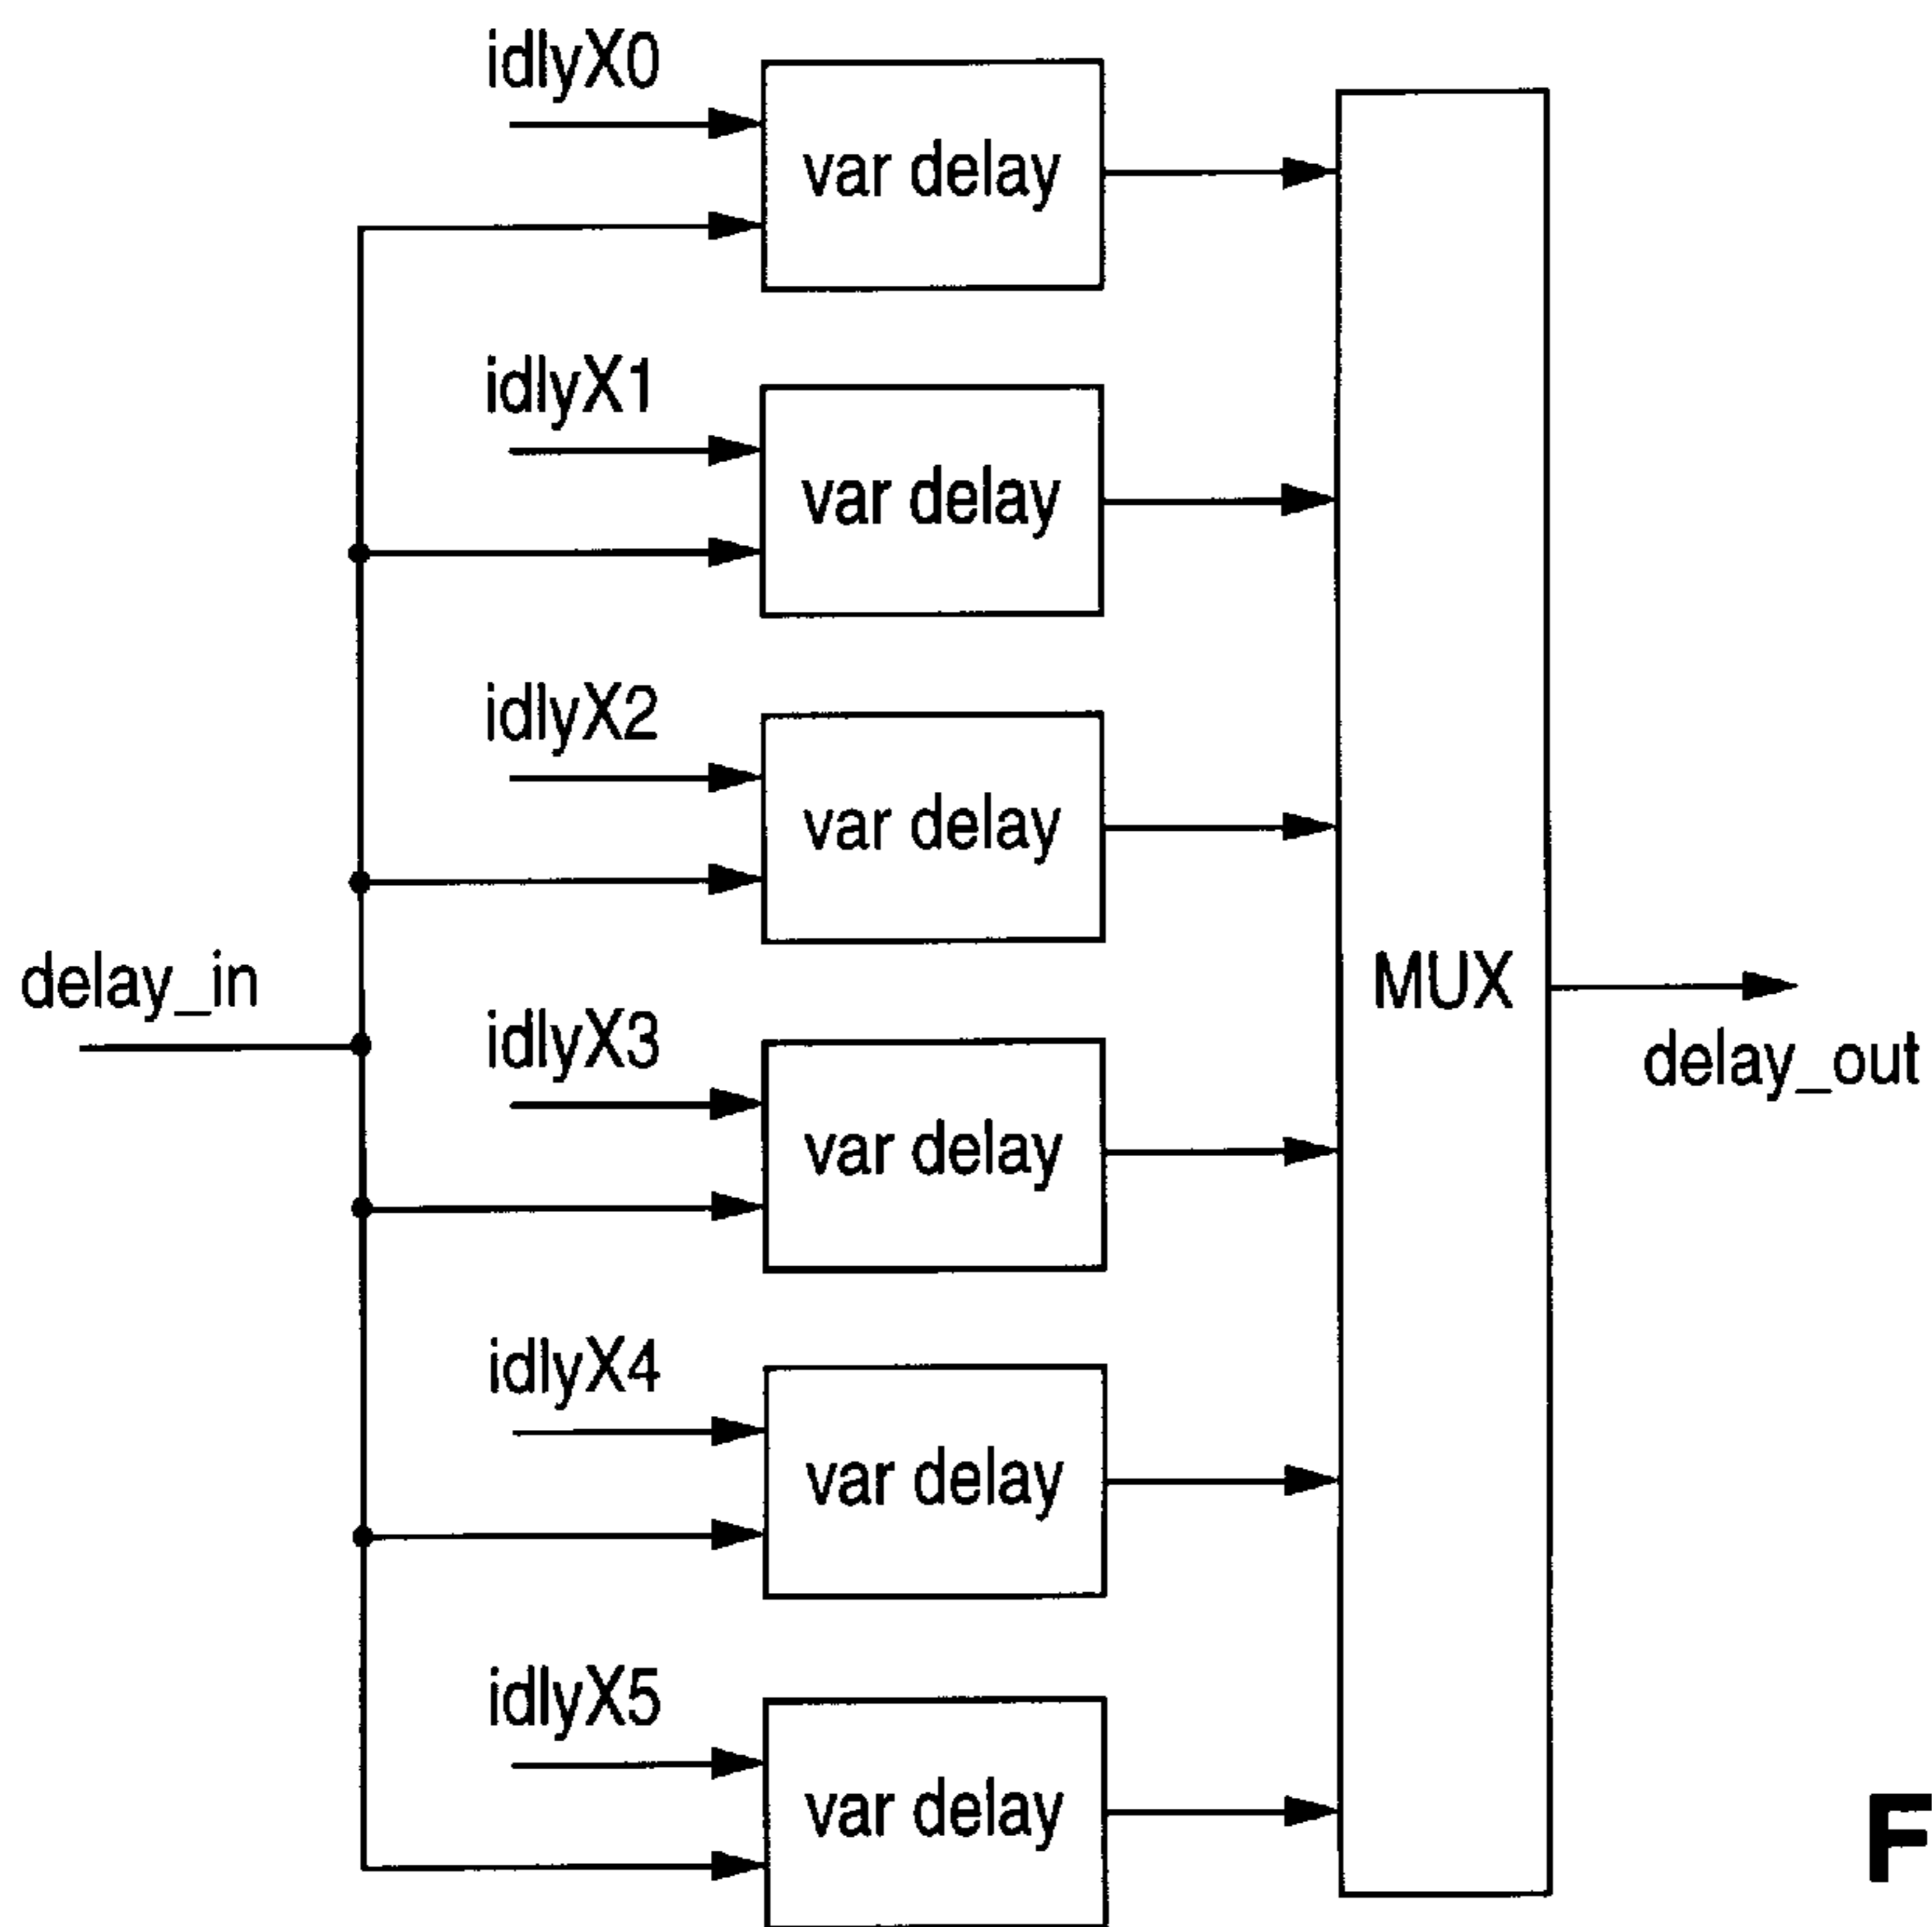 idlyX0
var delay
idlyX1
var delay
idlyX2
var delay
delay_in
MUX
delay_out
idlyX3
var delay
idlyX4
var delay
idlyX5
var delay
F